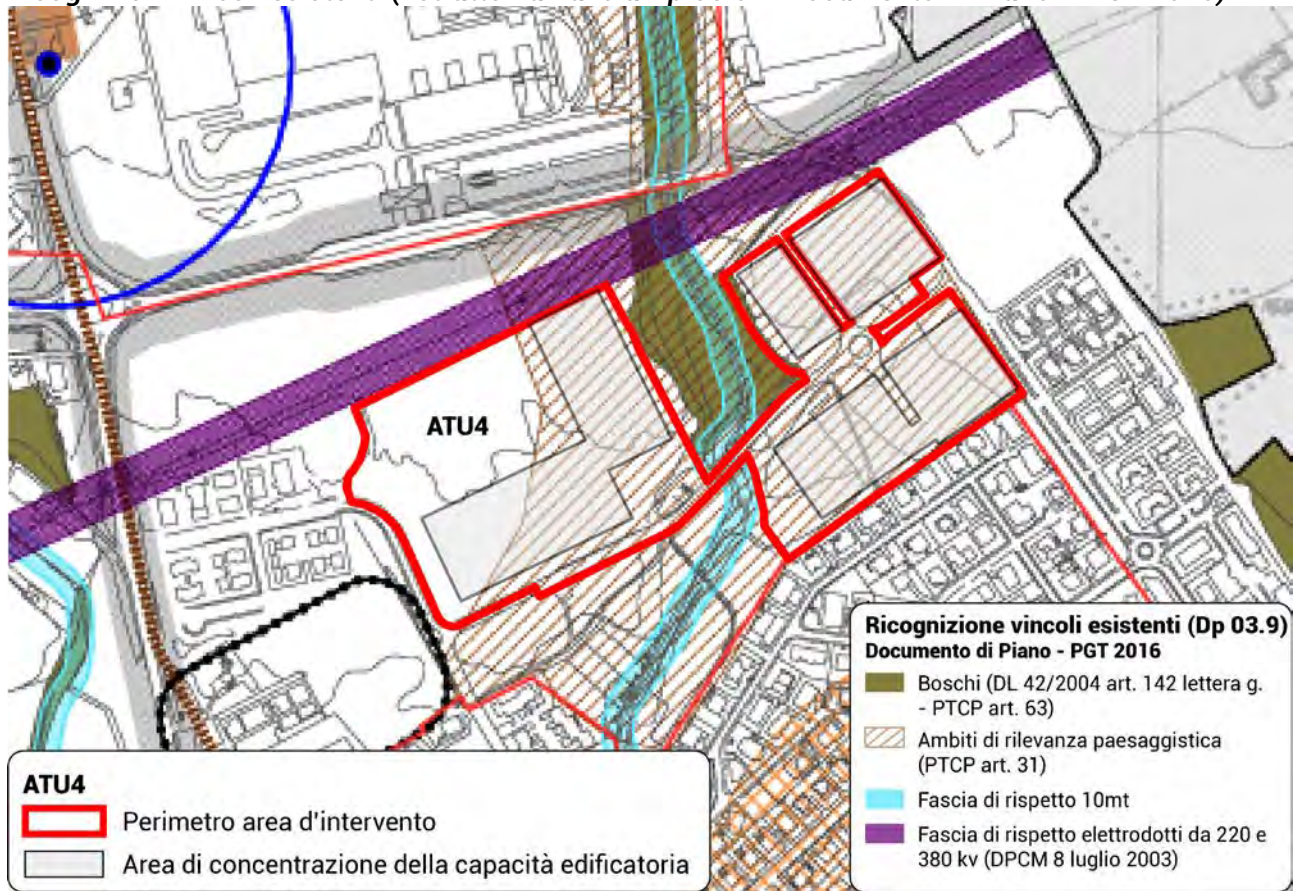 ATU4
Ricognizione vincoli esistenti (Dp 03.9)
Documento di Piano - PGT 2016
Boschi (DL 42/2004 art. 142 lettera g.
- PTCP art. 63)
Ambiti di rilevanza paesaggistica
(PTCP art. 31)
Fascia di rispetto 10mt
Fascia di rispetto elettrodotti da 220 e
380 kv (DPCM 8 luglio 2003)
ATU4
Perimetro area d'intervento
Area di concentrazione della capacità edificatoria